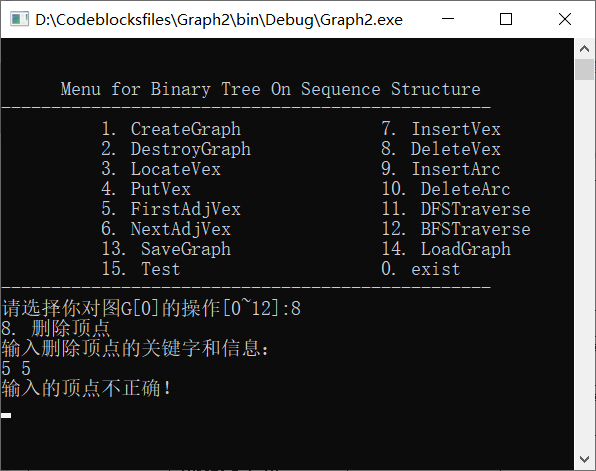 D:\Codeblocksfiles\Graph2\bin\Debug\Graph2.exe
Menu for Binary Tree On Sequence Structure
-------------------------------------------------
1. CreateGraph 7. InsertVex
2. DestroyGraph 8. DeleteVex
3. LocateVex 9. InsertArc
4. PutVex 10. DeleteArc
5. FirstAdjVex 11. DFSTraverse
6. NextAdjVex 12. BFSTraverse
13. SaveGraph 14. LoadGraph
15. Test 0. exist
-------------------------------------------------
请选择你对图G[0]的操作[0~12]:8
8. 删除顶点
输入删除顶点的关键字和信息:
5 5
输入的顶点不正确!